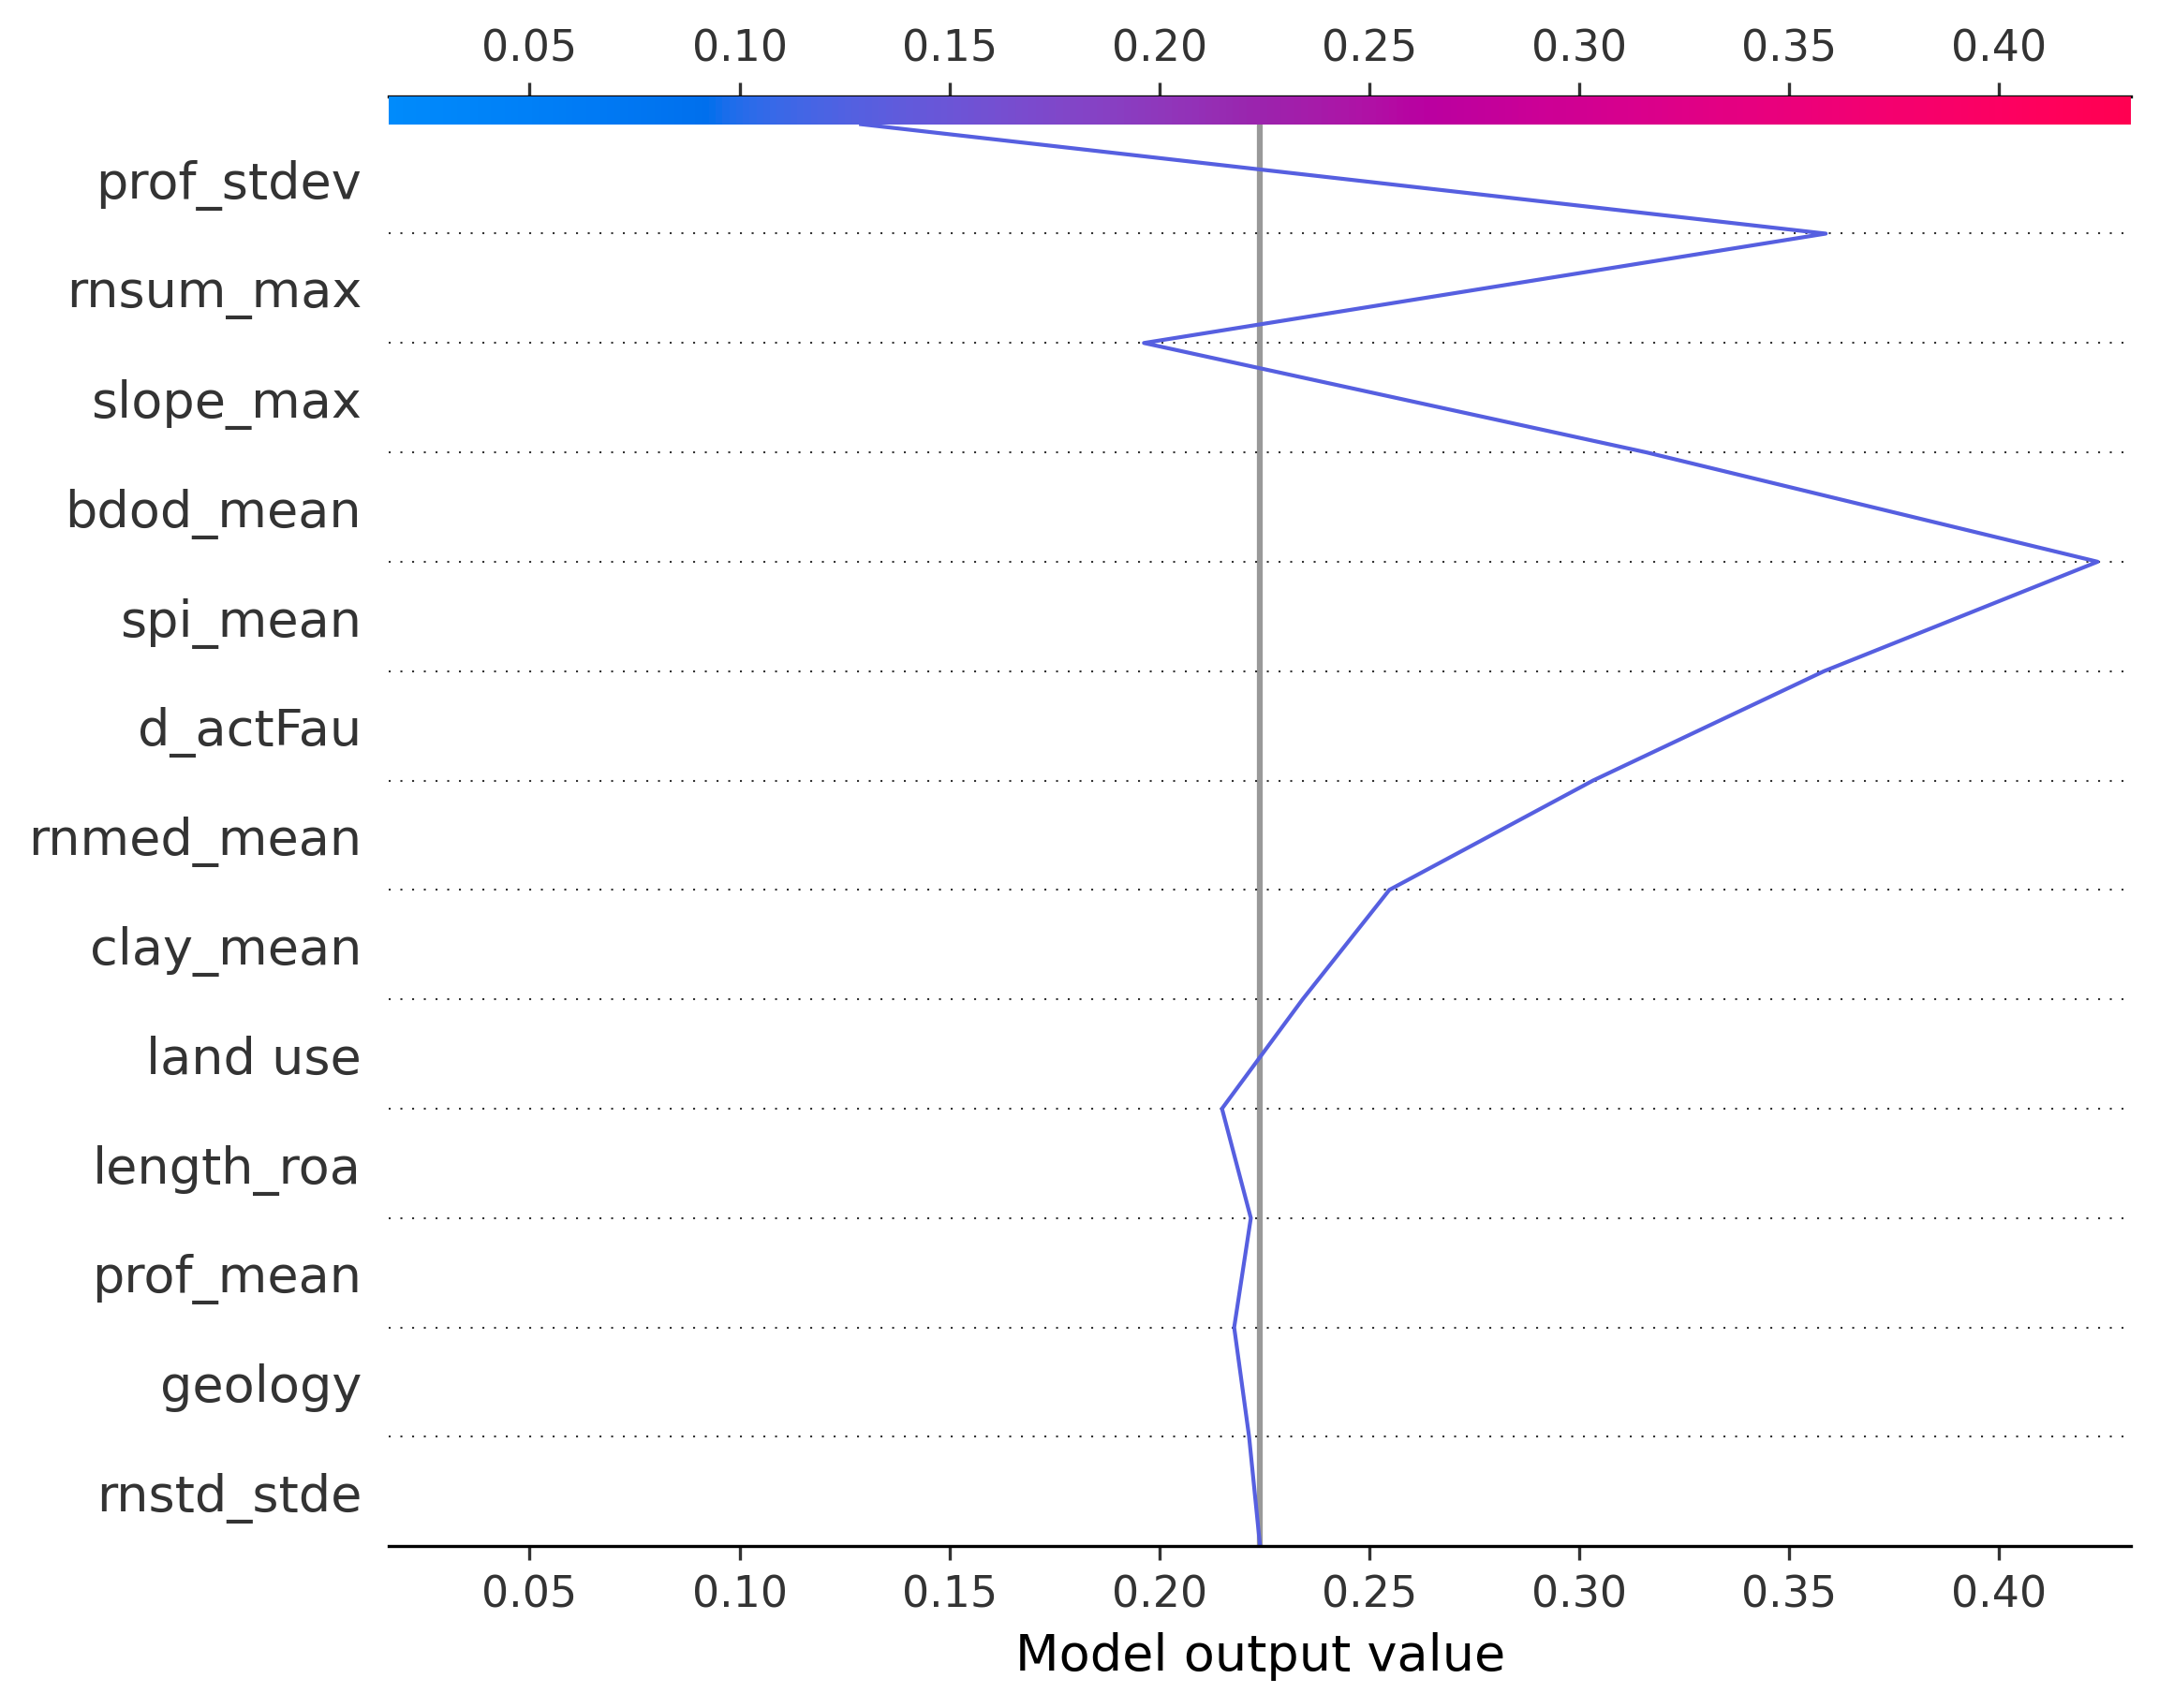 0.05 0.10 0.15 0.20 0.25 0.30 0.35 0.40
prof_stdev
rnsum_max
slope_max
bdod_mean
spi_mean
d_actFau
rnmed_mean
clay_mean
land use
length_roa
prof_mean
geology
rnstd_stde
0.05 0.10 0.15 0.20 0.25 0.30 0.35 0.40
Model output value